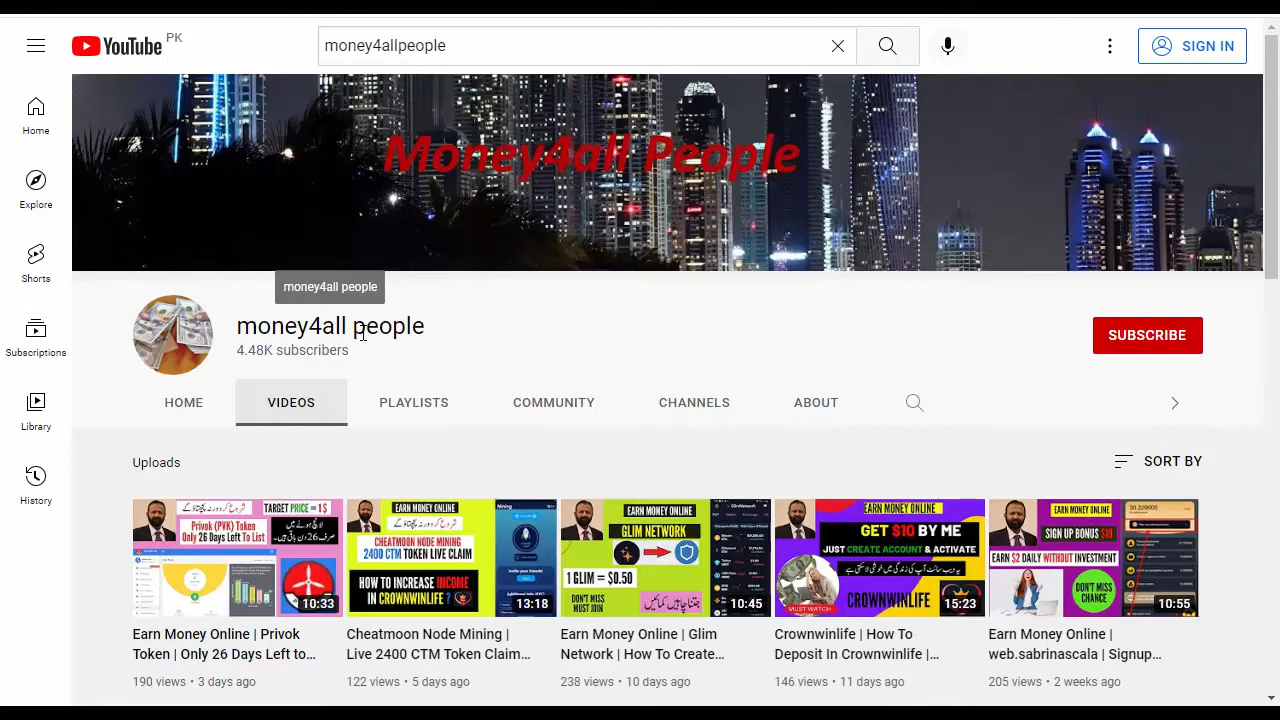 YouTube PK
money4allpeople
SIGN IN
Home
Explore
Shorts
Subscriptions
Library
History
Money4all People
money4all people
money4all people
4.48K subscribers
SUBSCRIBE
HOME
VIDEOS
PLAYLISTS
COMMUNITY
CHANNELS
ABOUT
Uploads
SORT BY
TARGET PRICE = 1$
Privok (PVK) Token
Only 26 Days Left To List
10:33
Earn Money Online | Privok
Token | Only 26 Days Left to...
190 views • 3 days ago
EARN MONEY ONLINE
CHEATMOON NODE MINING
2400 CTM TOKEN LIVE CLAIM
HOW TO INCREASE INCOME
IN CROWNWINLIFE ?
Mining
13:18
Cheatmoon Node Mining |
Live 2400 CTM Token Claim...
122 views • 5 days ago
EARN MONEY ONLINE
GLIM NETWORK
1 GLIM = $0.50
DON'T MISS
MUST JOIN
10:45
Earn Money Online | Glim
Network | How To Create...
238 views • 10 days ago
EARN MONEY ONLINE
GET $10 BY ME
JUST CREATE ACCOUNT & ACTIVATE
CROWNWINLIFE
MUST WATCH
15:23
Crownwinlife | How To
Deposit In Crownwinlife |...
146 views • 11 days ago
EARN MONEY ONLINE
SIGN UP BONUS $10
EARN $2 DAILY WITHOUT INVESTMENT
DON'T MISS
CHANCE
10:55
Earn Money Online |
web.sabrinascala | Signup...
205 views • 2 weeks ago